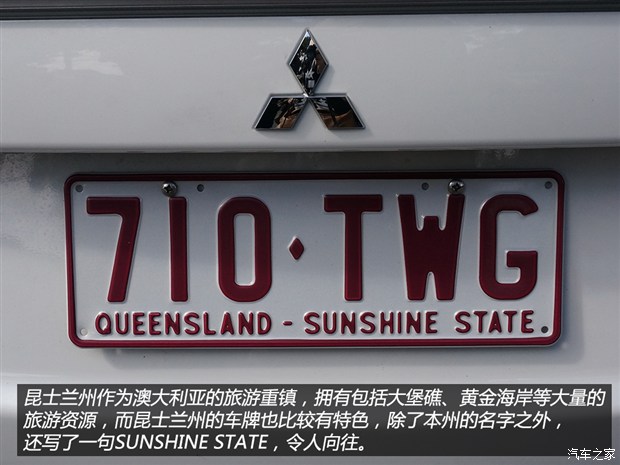 710·TWG
QUEENSLAND - SUNSHINE STATE
昆士兰州作为澳大利亚的旅游重镇，拥有包括大堡礁、黄金海岸等大量的
旅游资源，而昆士兰州的车牌也比较有特色，除了本州的名字之外，
还写了一句SUNSHINE STATE，令人向往。
汽车之家